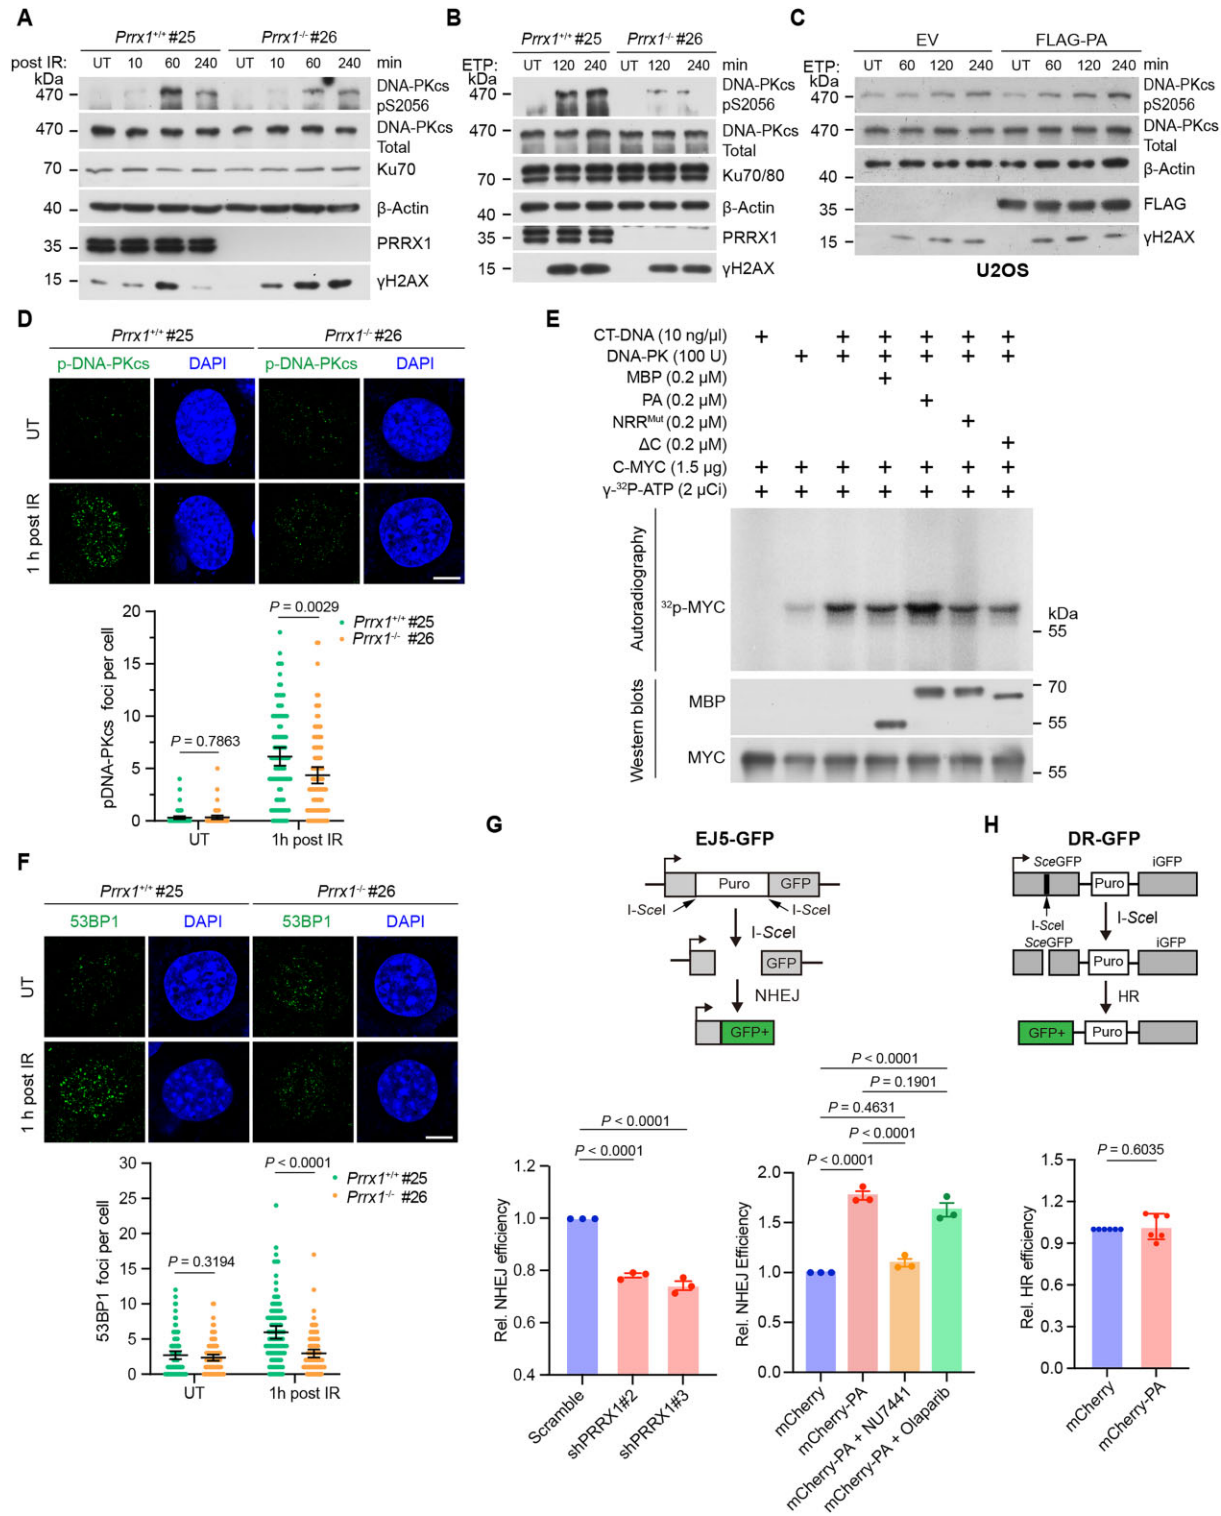 A
Prrx1+/+ #25 Prrx1-/- #26
post IR: UT 10 60 240 UT 10 60 240 min
kDa
470 DNA-PKcs
pS2056
470 DNA-PKcs
Total
70 Ku70
40 β-Actin
35 PRRX1
15 γH2AX
B
Prrx1+/+ #25 Prrx1-/- #26
ETP: UT 120 240 UT 120 240 min
kDa
470 DNA-PKcs
pS2056
470 DNA-PKcs
Total
70 Ku70/80
40 β-Actin
35 PRRX1
15 γH2AX
C
EV FLAG-PA
ETP: UT 60 120 240 UT 60 120 240 min
kDa
470 DNA-PKcs
pS2056
470 DNA-PKcs
Total
40 β-Actin
35 FLAG
15 γH2AX
U2OS
D
Prrx1+/+ #25 Prrx1-/- #26
p-DNA-PKcs DAPI p-DNA-PKcs DAPI
UT
1 h post IR
pDNA-PKcs foci per cell
20
15
10
5
0
P = 0.7863
P = 0.0029
Prrx1+/+ #25
Prrx1-/- #26
UT 1h post IR
E
CT-DNA (10 ng/µl) + + + + + +
DNA-PK (100 U) + + + + + +
MBP (0.2 µM) +
PA (0.2 µM) +
NRRMut (0.2 µM) +
ΔC (0.2 µM) +
C-MYC (1.5 µg) + + + + + + +
γ-32P-ATP (2 µCi) + + + + + + +
Autoradiography
32p-MYC
kDa
55
Western blots
MBP
70
55
MYC
55
F
Prrx1+/+ #25 Prrx1-/- #26
53BP1 DAPI 53BP1 DAPI
UT
1 h post IR
53BP1 foci per cell
30
25
20
15
10
5
0
P = 0.3194
P < 0.0001
Prrx1+/+ #25
Prrx1-/- #26
UT 1h post IR
G
EJ5-GFP
Puro GFP
I-SceI I-SceI
I-SceI
GFP
NHEJ
GFP+
Rel. NHEJ efficiency
1.2
1.0
0.8
0.6
0.4
P < 0.0001
P < 0.0001
Scramble
shPRRX1#2
shPRRX1#3
Rel. NHEJ Efficiency
2.0
1.5
1.0
0.5
0.0
P < 0.0001
P = 0.1901
P = 0.4631
P < 0.0001
P < 0.0001
mCherry
mCherry-PA
mCherry-PA + NU7441
mCherry-PA + Olaparib
H
DR-GFP
SceGFP iGFP
Puro
I-SceI
I-SceI
SceGFP iGFP
Puro
HR
GFP+ Puro
Rel. HR efficiency
1.5
1.0
0.5
0.0
P = 0.6035
mCherry
mCherry-PA